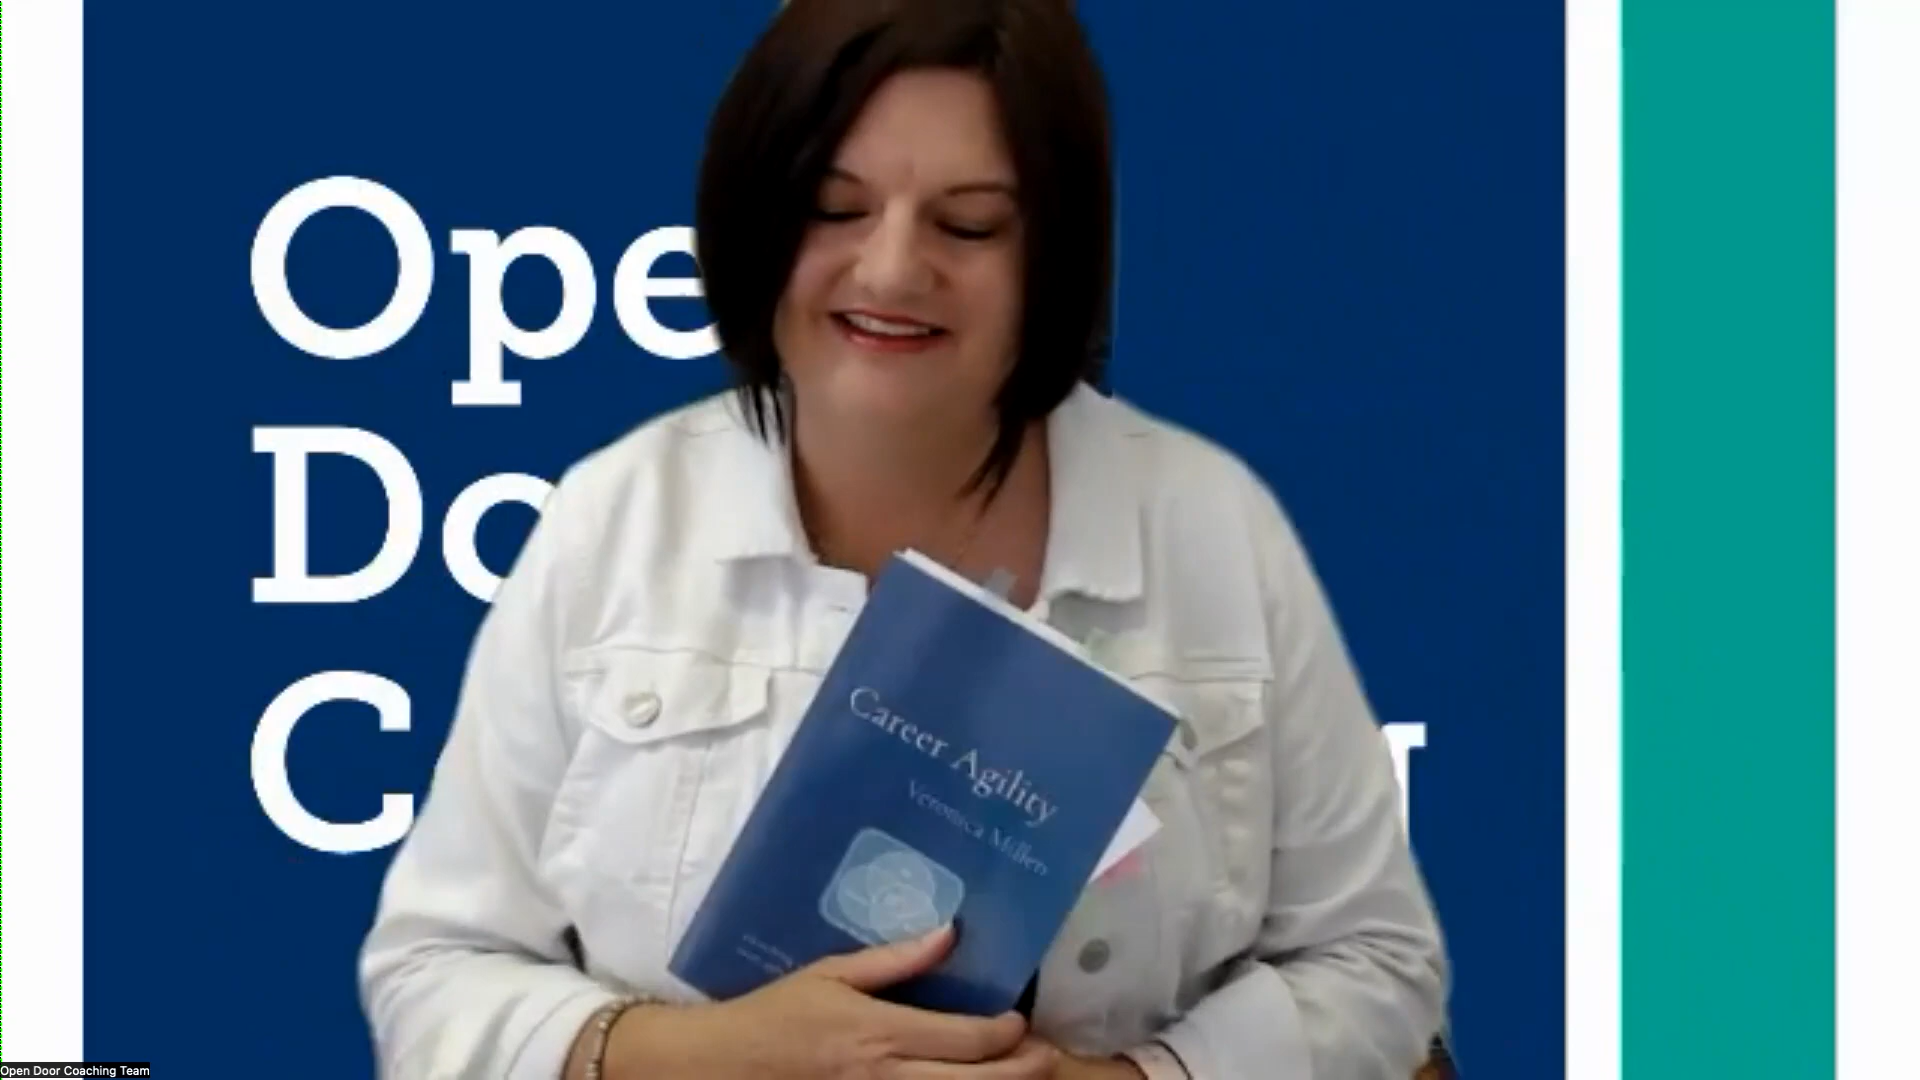 Ope
Do
C
Career Agility
Veronica Millen
Open Door Coaching Team